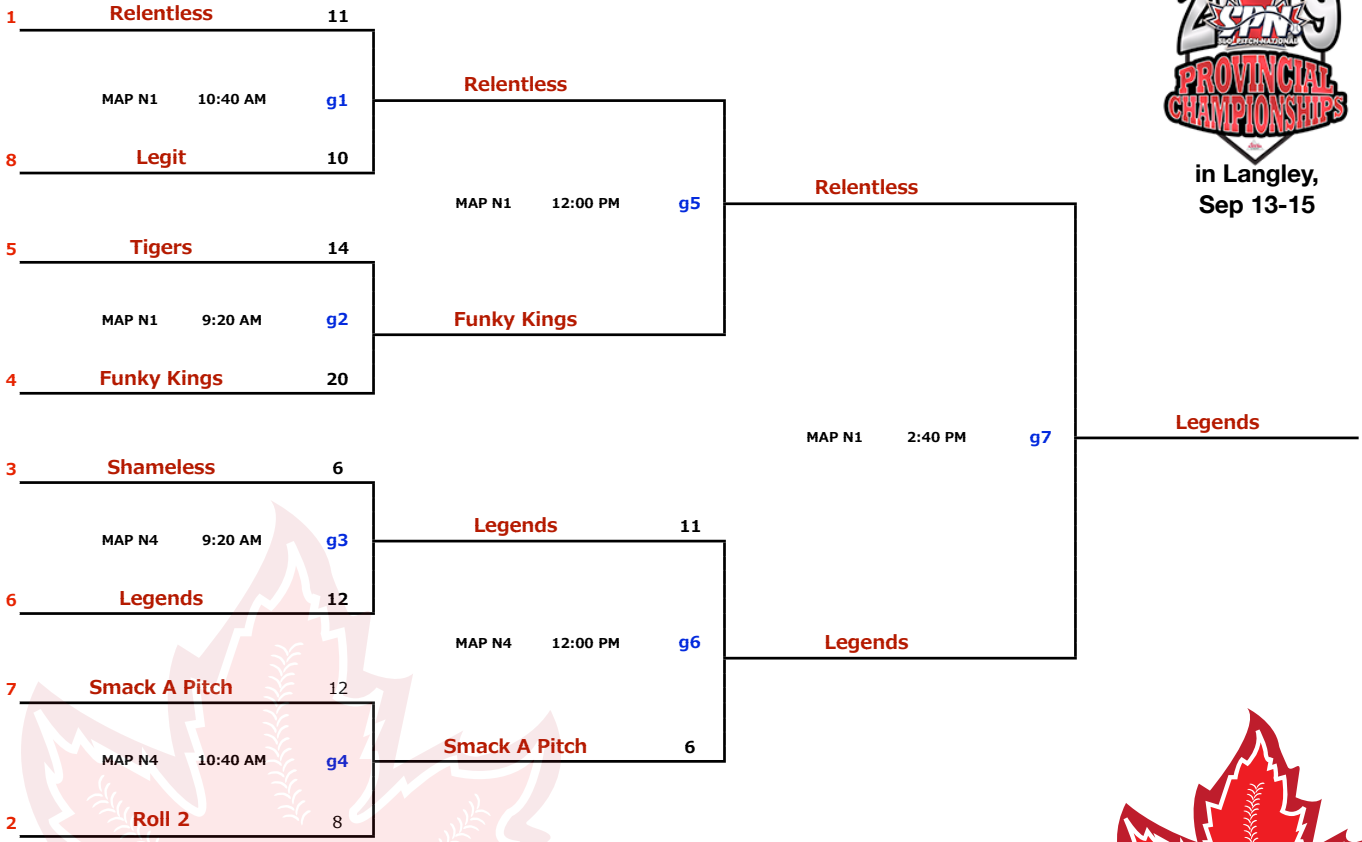 1 Relentless 11
MAP N1 10:40 AM g1
8 Legit 10
5 Tigers 14
MAP N1 9:20 AM g2
4 Funky Kings 20
3 Shameless 6
MAP N4 9:20 AM g3
6 Legends 12
7 Smack A Pitch 12
MAP N4 10:40 AM g4
2 Roll 2 8
Relentless
MAP N1 12:00 PM g5
Funky Kings
Legends 11
MAP N4 12:00 PM g6
Smack A Pitch 6
Relentless
MAP N1 2:40 PM g7
Legends
Legends
SPN
SLO-PITCH NATIONAL
PROVINCIAL
CHAMPIONSHIPS
in Langley,
Sep 13-15